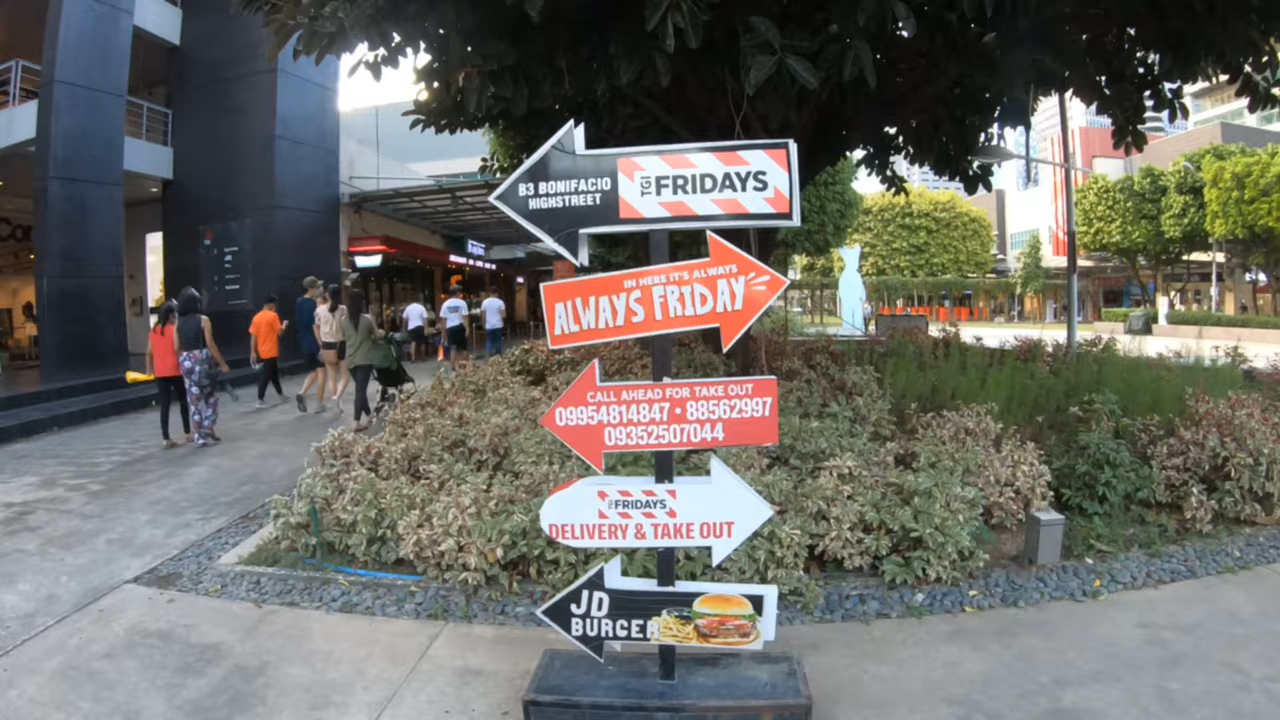 B3 BONIFACIO
HIGHSTREET
TGI FRIDAYS
IN HERE IT'S ALWAYS
ALWAYS FRIDAY
CALL AHEAD FOR TAKE OUT
09954814847 • 88562997
09352507044
TGI FRIDAYS
DELIVERY & TAKE OUT
JD
BURGER